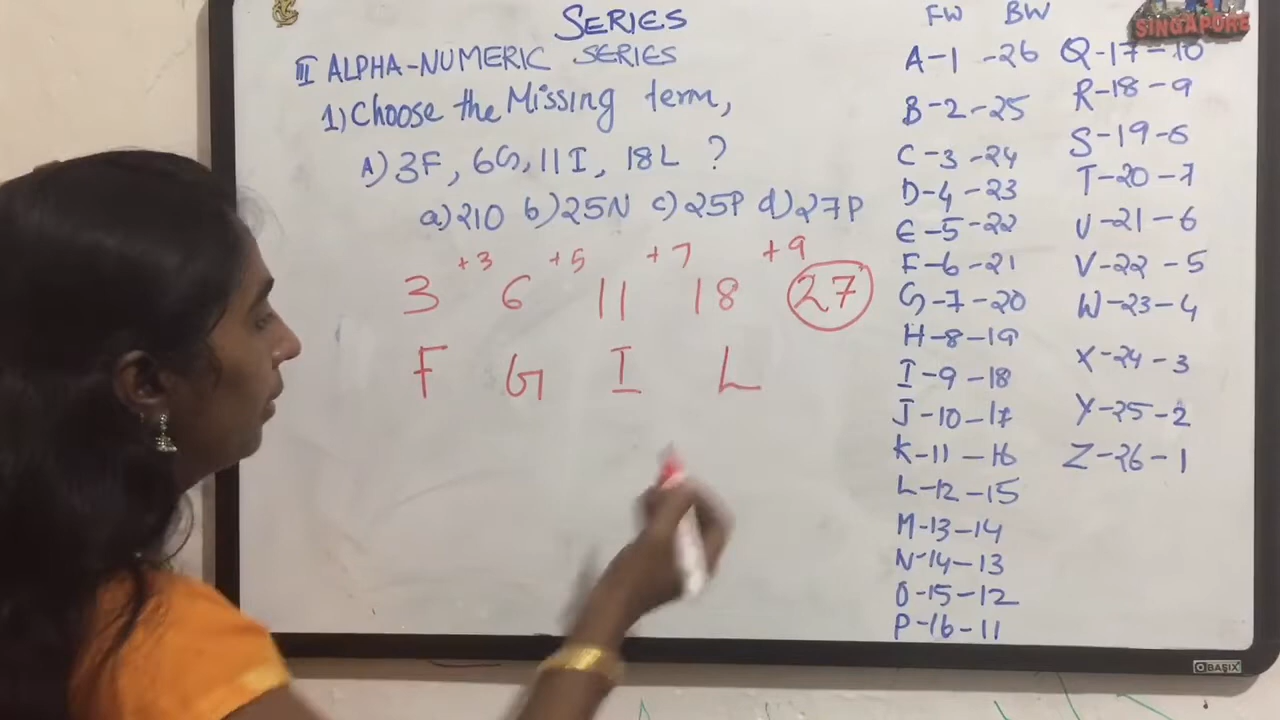 SERIES
III ALPHA-NUMERIC SERIES
1) Choose the Missing term,
A) 3F, 6G, 11I, 18L ?
a) 210 b) 25N c) 25P d) 27P
+3 +5 +7 +9
3 6 11 18 27
F G I L
FW BW
A-1-26
B-2-25
C-3-24
D-4-23
E-5-22
F-6-21
G-7-20
H-8-19
I-9-18
J-10-17
K-11-16
L-12-15
M-13-14
N-14-13
O-15-12
P-16-11
SINGAPORE
Q-17-10
R-18-9
S-19-6
T-20-7
U-21-6
V-22-5
W-23-4
X-24-3
Y-25-2
Z-26-1
OBASIX